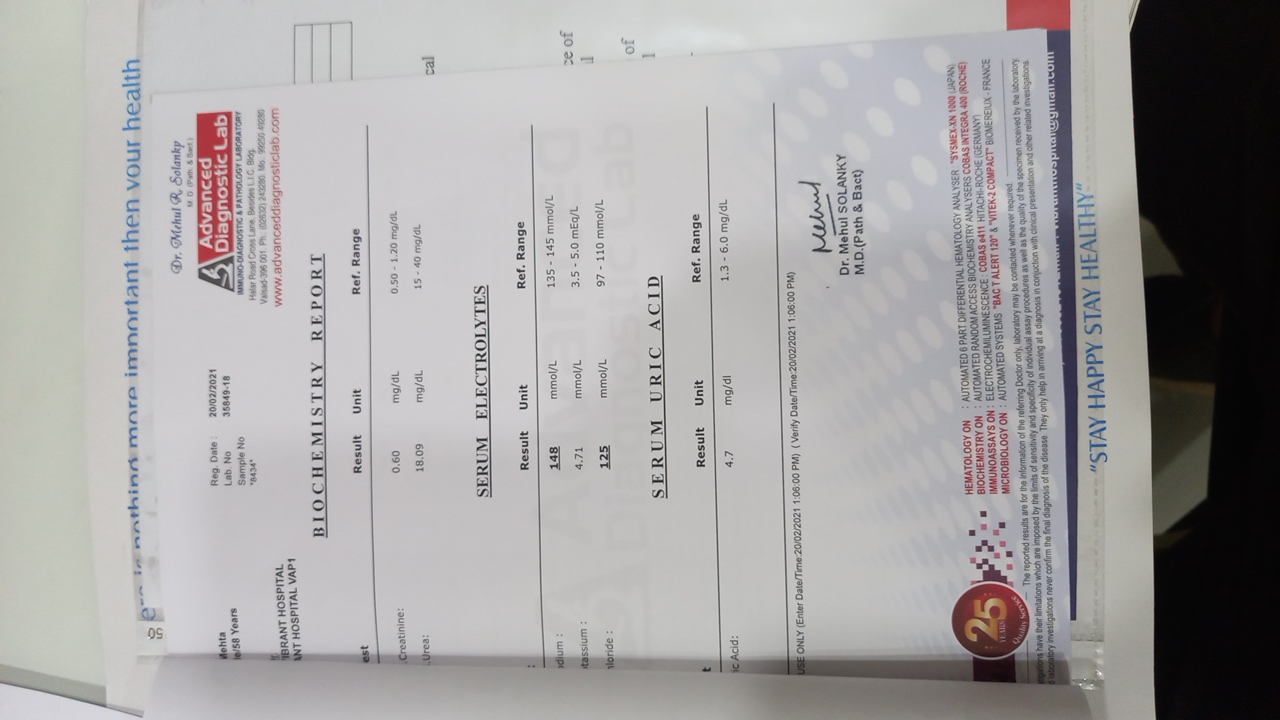 is nothing more important then your health
50
Dr. Mehul R. Solanky
M. D. (Path. & Bact.)
Advanced
Diagnostic Lab
IMMUNO-DIAGNOSTIC & PATHOLOGY LABORATORY
Halar Road Cross Lane, Besides L.I.C. Bldg.
Valsad-396 001. Ph.: (02632) 243280. Mo.: 99250 49280
www.advanceddiagnosticlab.com
Mehta
le/58 Years
Reg. Date : 20/02/2021
Lab. No 35849-18
Sample No
"8434"
IBRANT HOSPITAL
ANT HOSPITAL VAP1
BIOCHEMISTRY REPORT
est Result Unit Ref. Range
.Creatinine: 0.60 mg/dL 0.50 - 1.20 mg/dL
.Urea: 18.09 mg/dL 15 - 40 mg/dL
SERUM ELECTROLYTES
: Result Unit Ref. Range
dium : 148 mmol/L 135 - 145 mmol/L
tassium : 4.71 mmol/L 3.5 - 5.0 mEq/L
loride : 125 mmol/L 97 - 110 mmol/L
Advanced
Diagnostic Lab
SERUM URIC ACID
t Result Unit Ref. Range
ic Acid: 4.7 mg/dl 1.3 - 6.0 mg/dL
USE ONLY (Enter Date/Time:20/02/2021 1:06:00 PM) ( Verify Date/Time:20/02/2021 1:06:00 PM)
Mehul
Dr. Mehul SOLANKY
M.D.(Path & Bact)
25
YEARS
Quality Service
HEMATOLOGY ON : AUTOMATED 6 PART DIFFERENTIAL HEMATOLOGY ANALYSER "SYSMEX-XN 1000 (JAPAN)
BIOCHEMISTRY ON : AUTOMATED RANDOM ACCESS BIOCHEMISTRY ANALYSERS COBAS INTEGRA 400 (ROCHE)
IMMUNOASSAYS ON : ELECTROCHEMILUMINESCENCE : COBAS e411 HITACHI-ROCHE (GERMANY)
MICROBIOLOGY ON : AUTOMATED SYSTEMS "BAC T ALERT 120" & "VITEK-2 COMPACT" BIOMEREIUX - FRANCE
The reported results are for the information of the referring Doctor only, laboratory may be contacted whenever required.
igations have their limitations which are imposed by the limits of sensitivity and specificity of individual assay procedures as well as the quality of the specimen received by the laboratory.
d laboratory investigations never confirm the final diagnosis of the disease. They only help in arriving at a diagnosis in conjuction with clinical presentation and other related investigations.
@gmail.com
"STAY HAPPY STAY HEALTHY"
cal
ce of
l
of
l